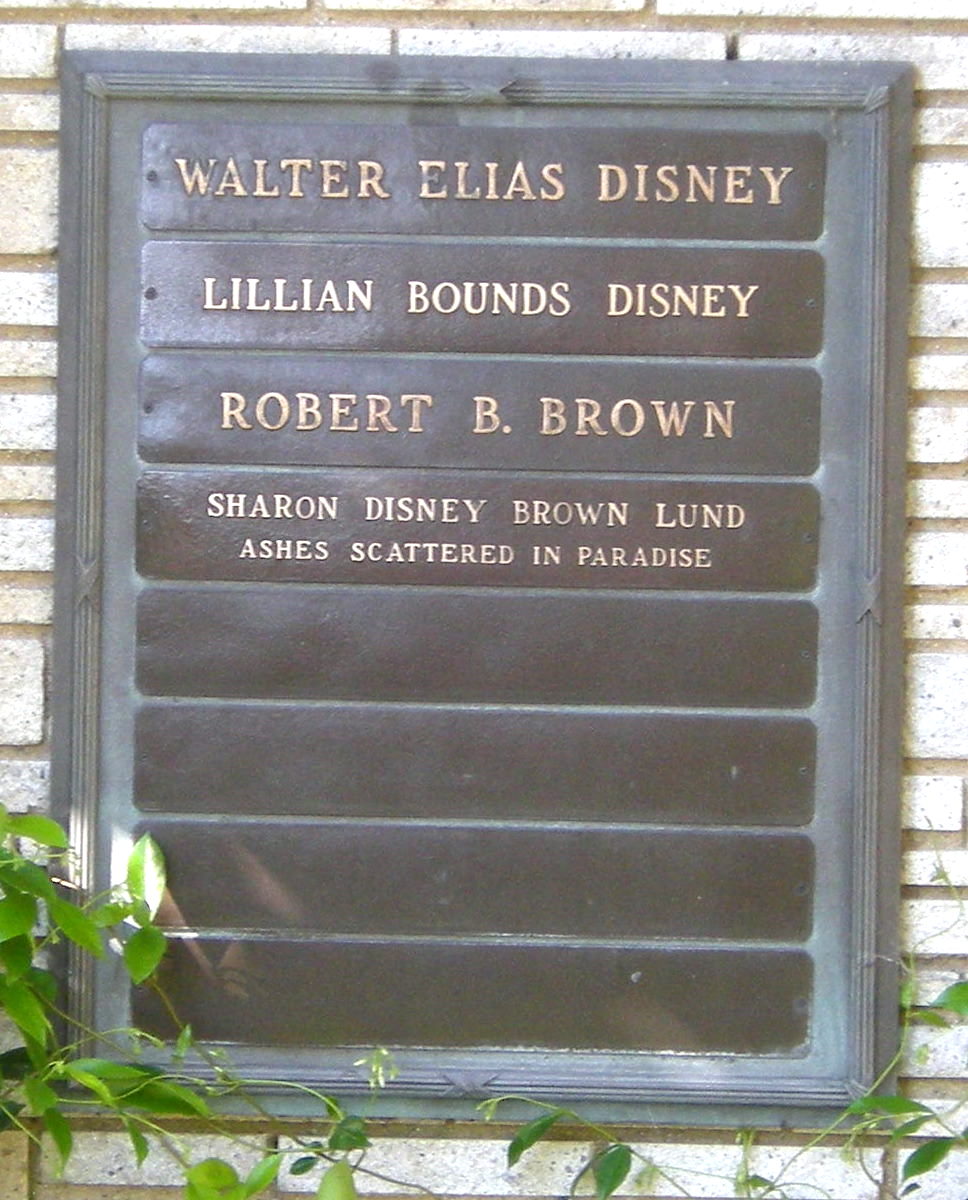 WALTER ELIAS DISNEY
LILLIAN BOUNDS DISNEY
ROBERT B. BROWN
SHARON DISNEY BROWN LUND
ASHES SCATTERED IN PARADISE